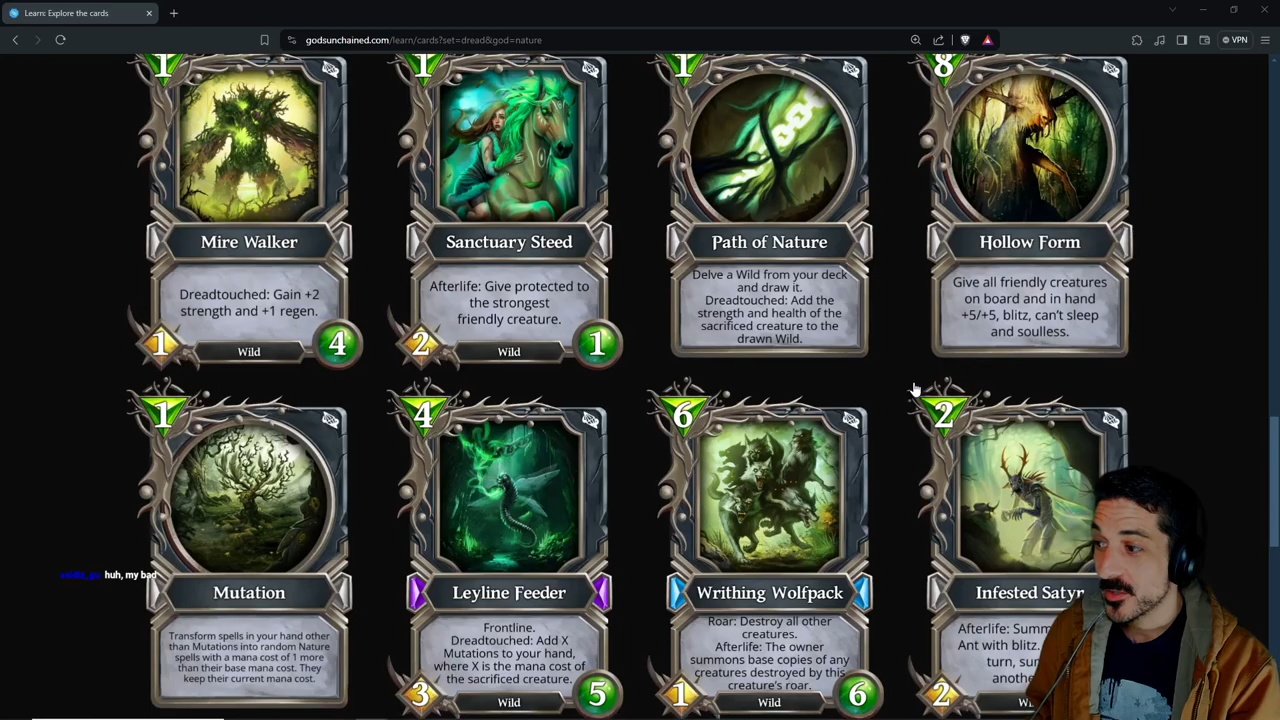 Learn: Explore the cards
godsunchained.com/learn/cards?set=dread&god=nature
VPN
1
1
1
8
Mire Walker
Sanctuary Steed
Path of Nature
Hollow Form
Dreadtouched: Gain +2
strength and +1 regen.
1
Wild
4
Afterlife: Give protected to
the strongest
friendly creature.
2
Wild
1
Delve a Wild from your deck
and draw it.
Dreadtouched: Add the
strength and health of the
sacrificed creature to the
drawn Wild.
Give all friendly creatures
on board and in hand
+5/+5, blitz, can't sleep
and soulless.
1
4
6
2
huh, my bad
Mutation
Leyline Feeder
Writhing Wolfpack
Infested Satyr
Transform spells in your hand other
than Mutations into random Nature
spells with a mana cost of 1 more
than their base mana cost. They
keep their current mana cost.
Frontline.
Dreadtouched: Add X
Mutations to your hand,
where X is the mana cost of
the sacrificed creature.
3
Wild
5
Roar: Destroy all other
creatures.
Afterlife: The owner
summons base copies of any
creatures destroyed by this
creature's roar.
1
Wild
6
Afterlife: Summ
Ant with blitz.
turn, su
anothe
2